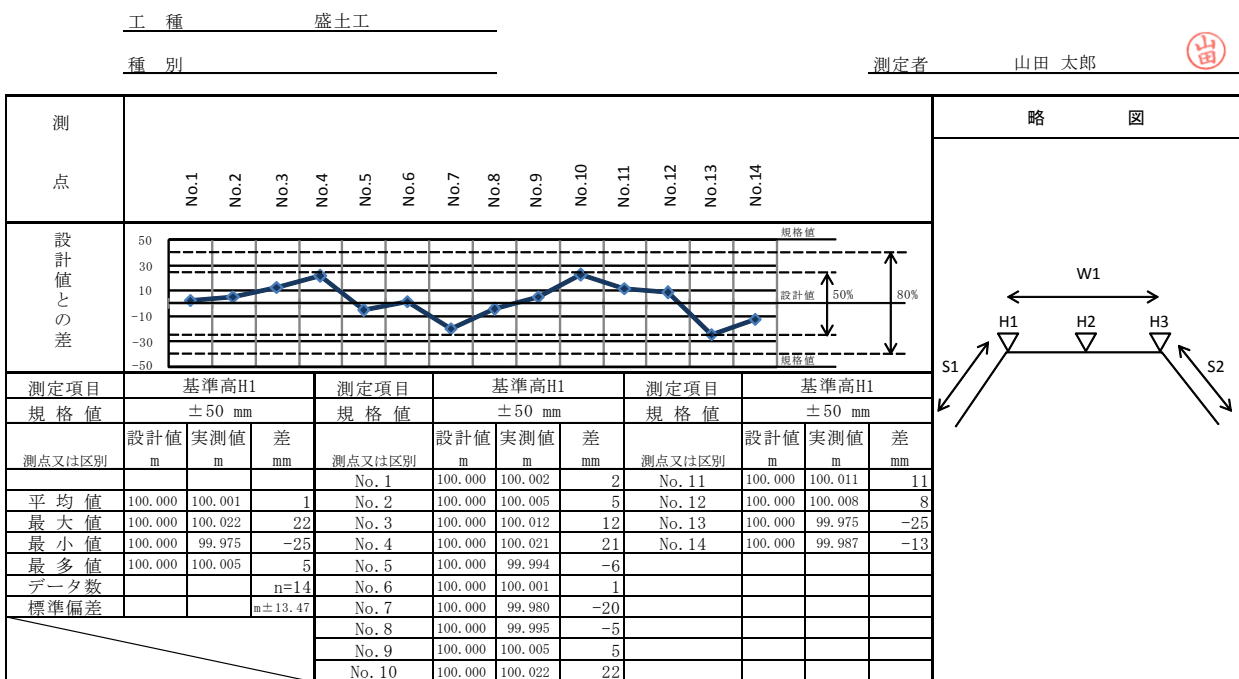 工 種 盛土工
種 別
測定者 山田 太郎 山田
測点
No.1 No.2 No.3 No.4 No.5 No.6 No.7 No.8 No.9 No.10 No.11 No.12 No.13 No.14
略 図
設計値との差
50
30
10
-10
-30
-50
規格値
設計値 50% 80%
規格値
W1
H1 H2 H3
S1 S2
測定項目 基準高H1 測定項目 基準高H1 測定項目 基準高H1
規 格 値 ±50 mm 規 格 値 ±50 mm 規 格 値 ±50 mm
設計値 実測値 差 設計値 実測値 差 設計値 実測値 差
測点又は区別 m m mm 測点又は区別 m m mm 測点又は区別 m m mm
No.1 100.000 100.002 2 No.11 100.000 100.011 11
平 均 値 100.000 100.001 1 No.2 100.000 100.005 5 No.12 100.000 100.008 8
最 大 値 100.000 100.022 22 No.3 100.000 100.012 12 No.13 100.000 99.975 -25
最 小 値 100.000 99.975 -25 No.4 100.000 100.021 21 No.14 100.000 99.987 -13
最 多 値 100.000 100.005 5 No.5 100.000 99.994 -6
データ数 n=14 No.6 100.000 100.001 1
標準偏差 m±13.47 No.7 100.000 99.980 -20
No.8 100.000 99.995 -5
No.9 100.000 100.005 5
No.10 100.000 100.022 22